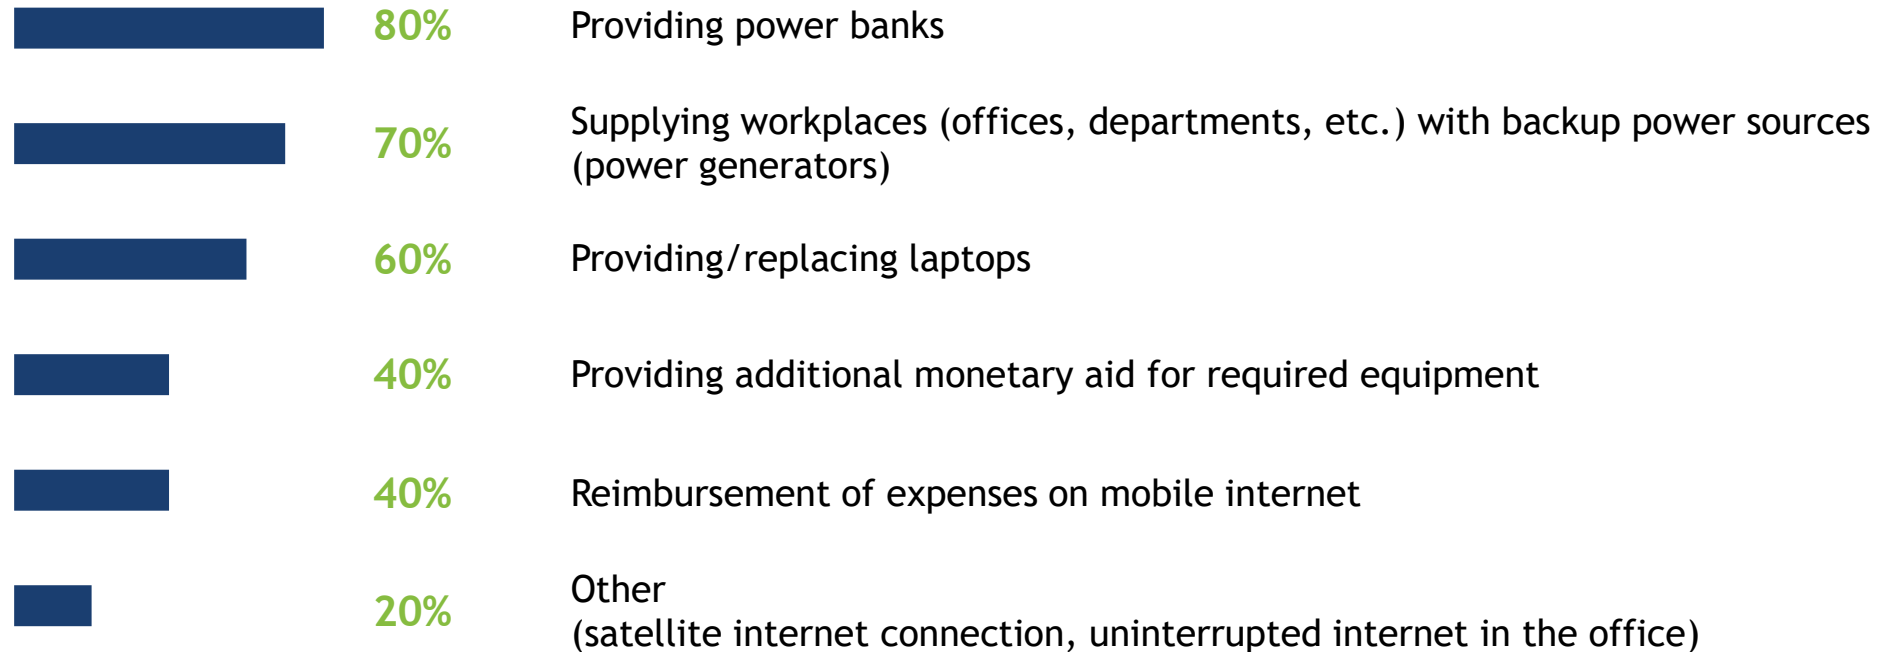 80% Providing power banks
70% Supplying workplaces (offices, departments, etc.) with backup power sources
(power generators)
60% Providing/replacing laptops
40% Providing additional monetary aid for required equipment
40% Reimbursement of expenses on mobile internet
20% Other
(satellite internet connection, uninterrupted internet in the office)